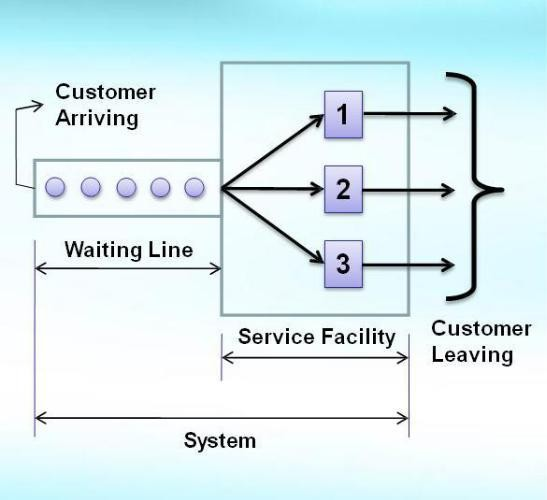 Customer
Arriving
1
2
3
Waiting Line
Service Facility
Customer
Leaving
System